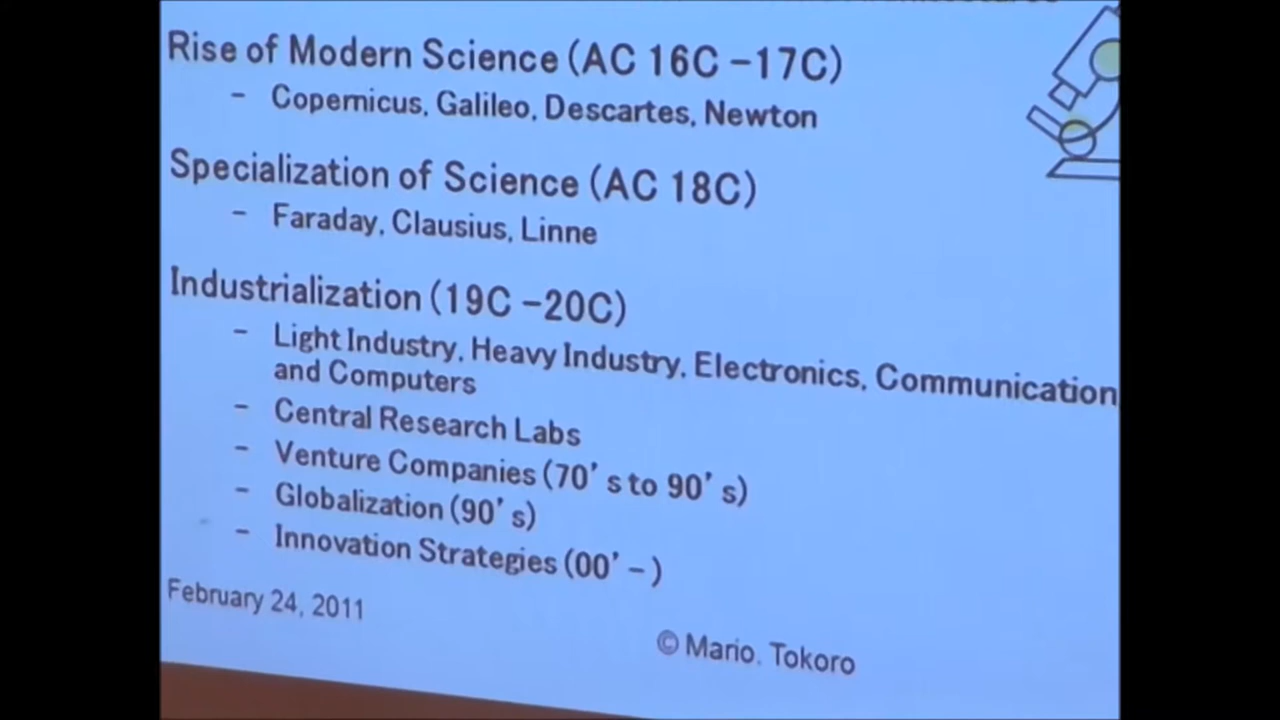 Rise of Modern Science (AC 16C -17C)
- Copernicus, Galileo, Descartes, Newton
Specialization of Science (AC 18C)
- Faraday, Clausius, Linne
Industrialization (19C -20C)
- Light Industry, Heavy Industry, Electronics, Communication
and Computers
- Central Research Labs
- Venture Companies (70's to 90's)
- Globalization (90's)
- Innovation Strategies (00' - )
February 24, 2011
© Mario. Tokoro